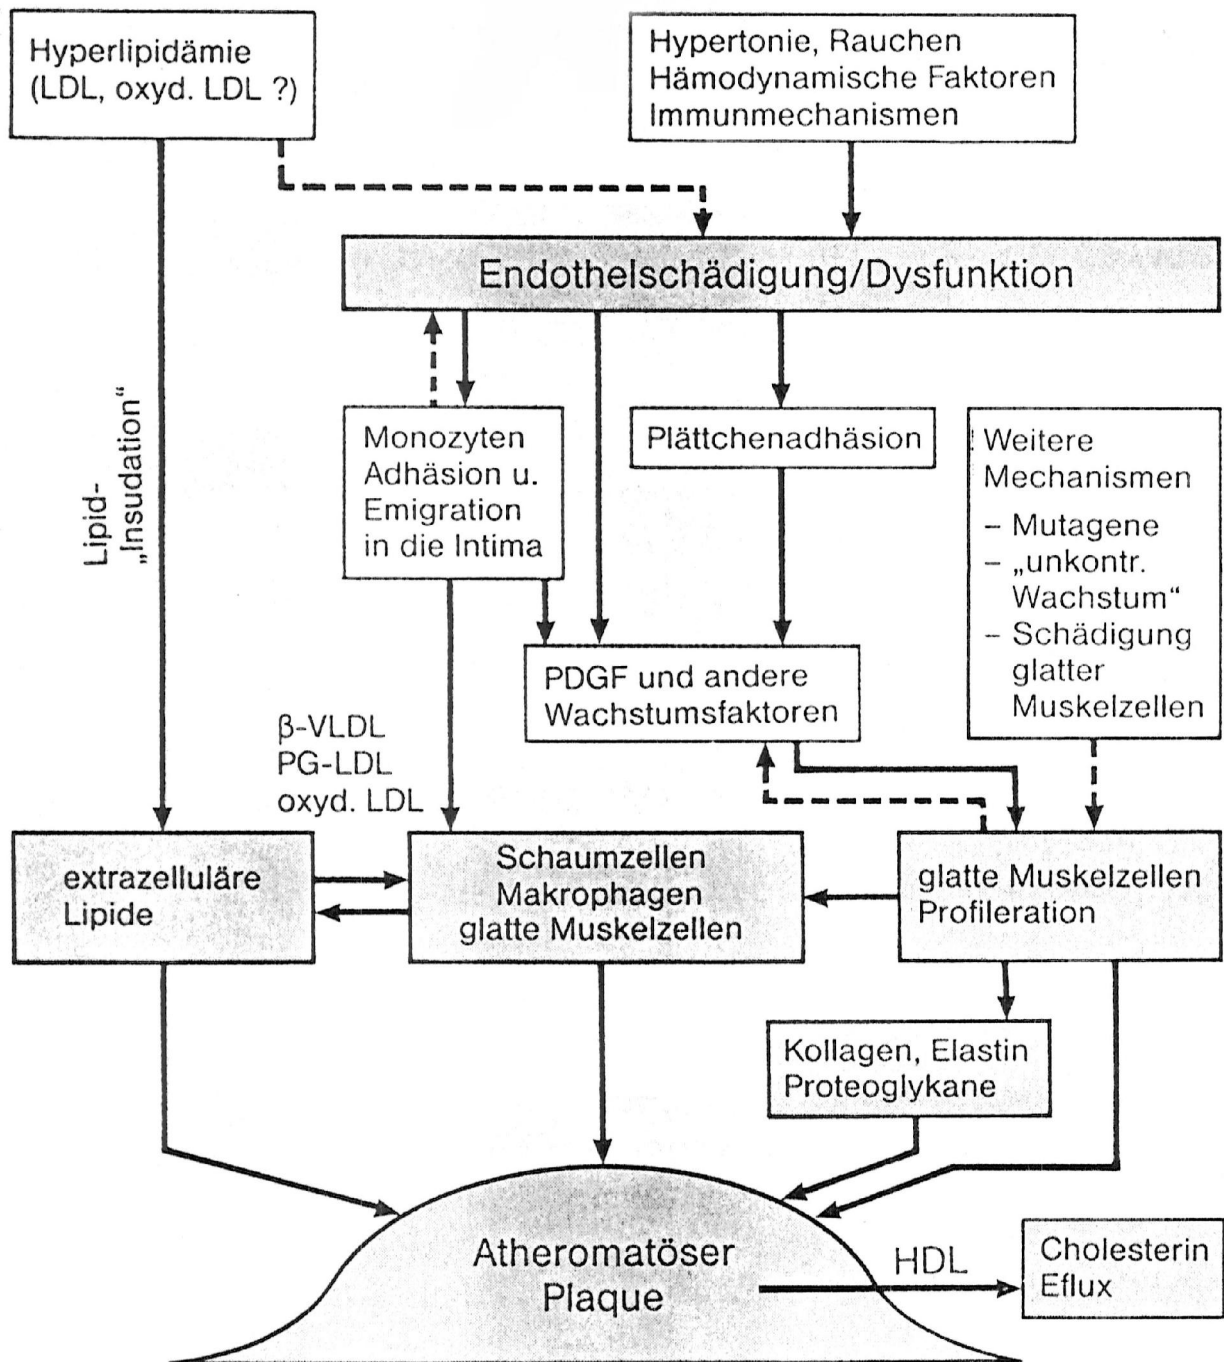 Hyperlipidämie
(LDL, oxyd. LDL ?)
Hypertonie, Rauchen
Hämodynamische Faktoren
Immunmechanismen
Endothelschädigung/Dysfunktion
Lipid-
„Insudation“
Monozyten
Adhäsion u.
Emigration
in die Intima
Plättchenadhäsion
Weitere
Mechanismen
– Mutagene
– „unkontr.
Wachstum“
– Schädigung
glatter
Muskelzellen
PDGF und andere
Wachstumsfaktoren
β-VLDL
PG-LDL
oxyd. LDL
extrazelluläre
Lipide
Schaumzellen
Makrophagen
glatte Muskelzellen
glatte Muskelzellen
Profileration
Kollagen, Elastin
Proteoglykane
Atheromatöser
Plaque
HDL
Cholesterin
Eflux